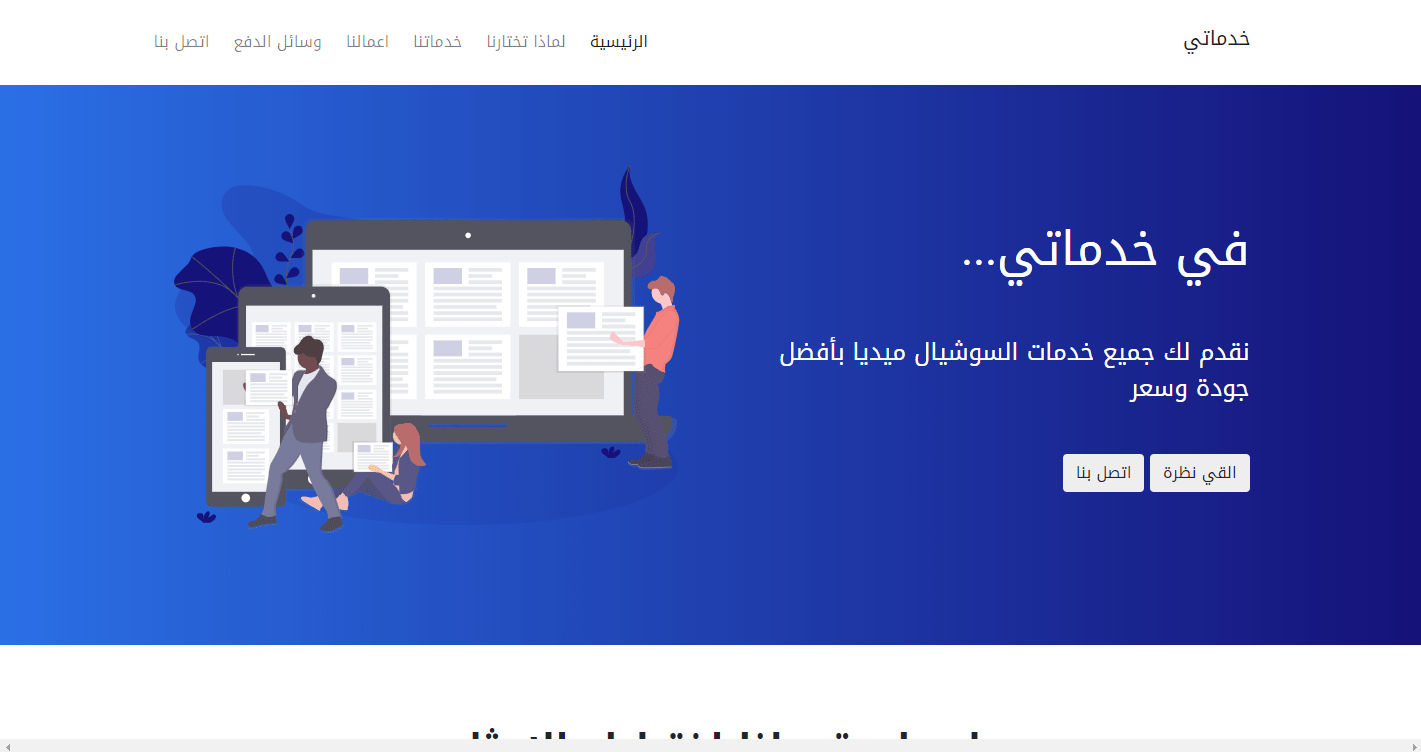 خدماتي
الرئيسية لماذا تختارنا خدماتنا اعمالنا وسائل الدفع اتصل بنا
في خدماتي...
نقدم لك جميع خدمات السوشيال ميديا بأفضل
جودة وسعر
القي نظرة اتصل بنا